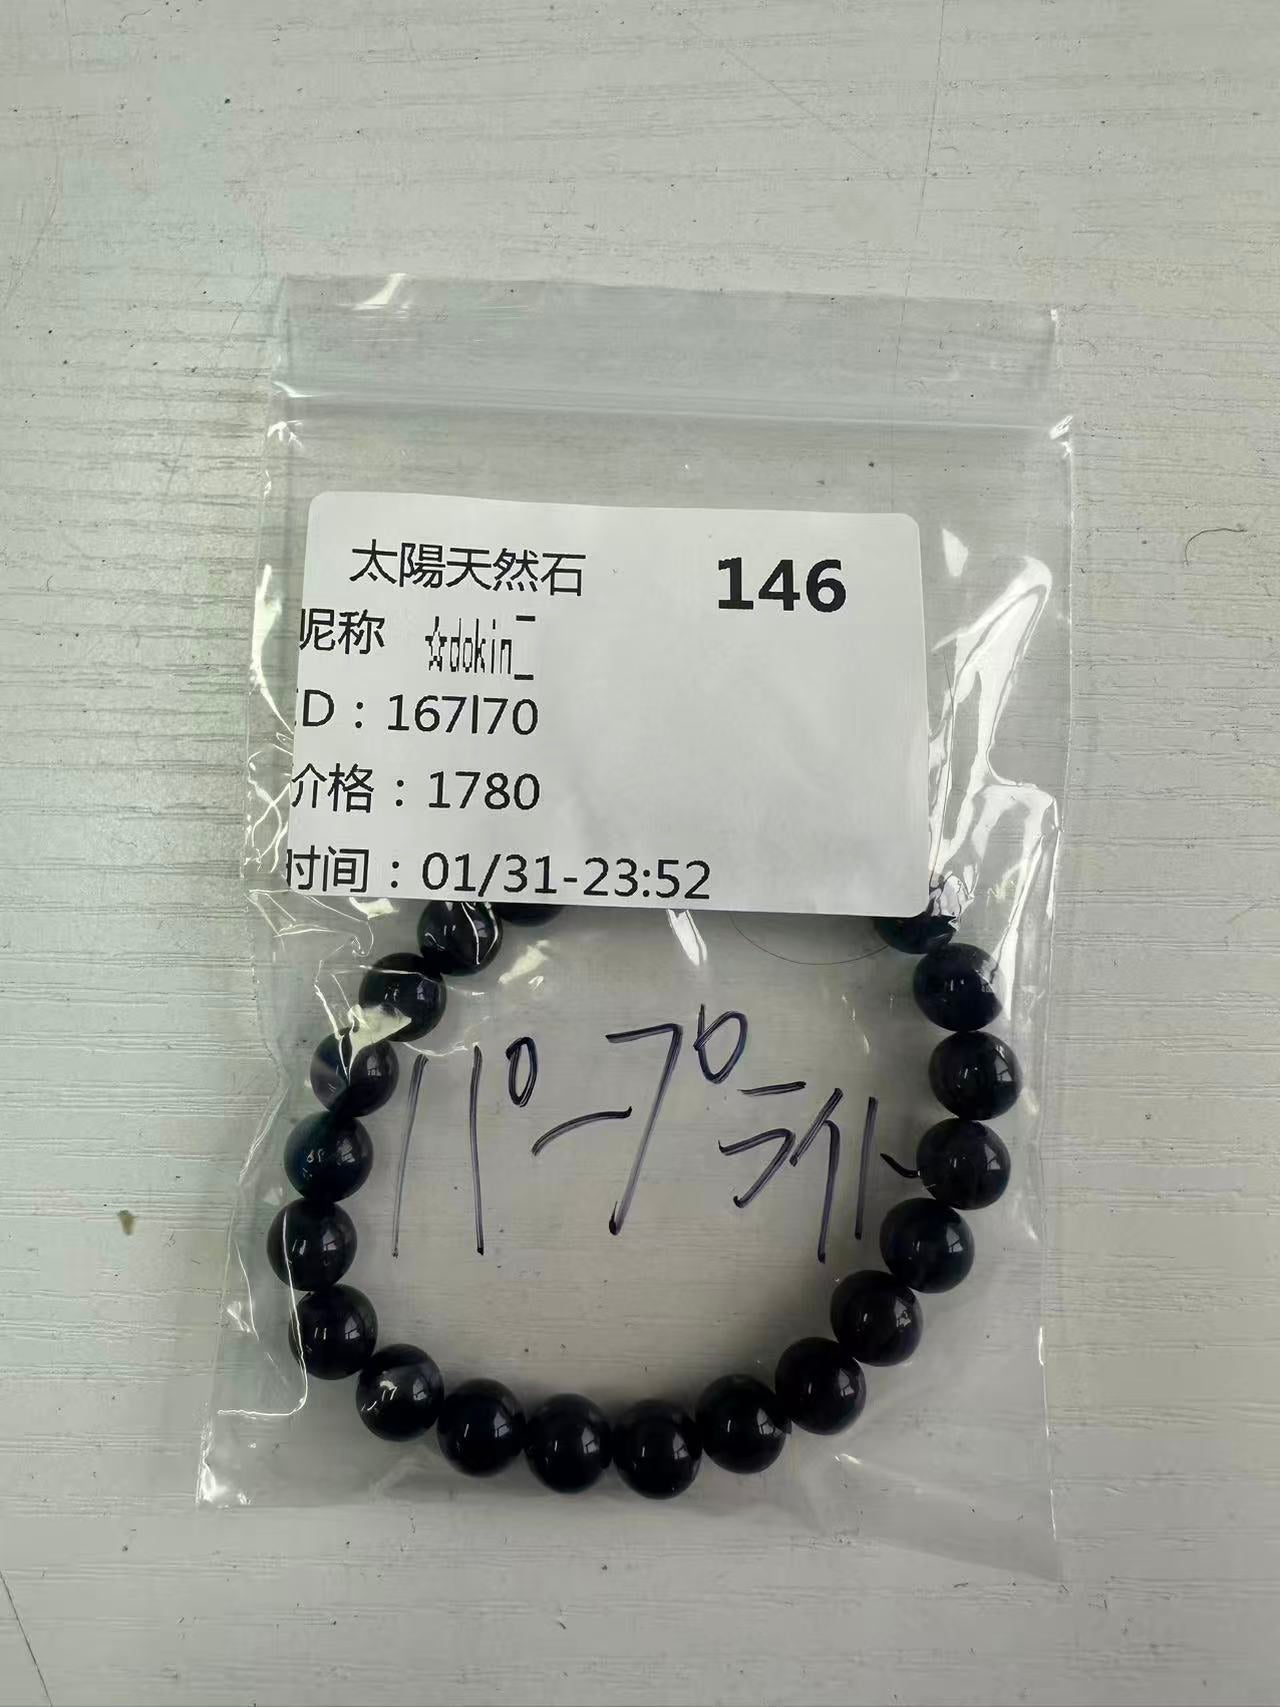 太陽天然石 146
昵称 ☆dokin_
ID：167l70
价格：1780
时间：01/31-23:52
パープライト